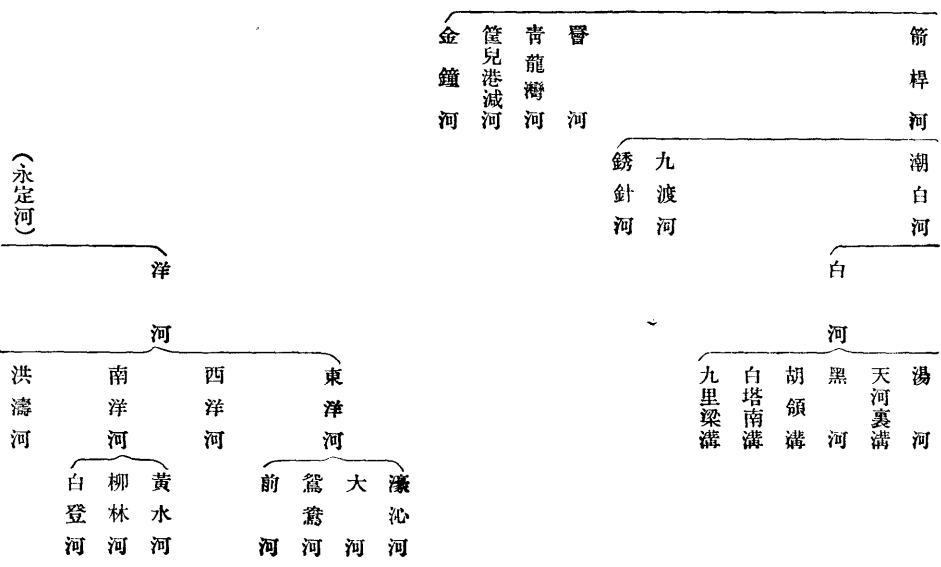 箭桿河
窨河
青龍灣河
筐兒港減河
金鐘河
潮白河
九渡河
銹針河
白河
湯河
天河裏溝
黑河
胡領溝
白塔南溝
九里梁溝
(永定河)
洋河
東洋河
西洋河
南洋河
洪濤河
濠沁河
大河
鴛鴦河
前河
黃水河
柳林河
白登河